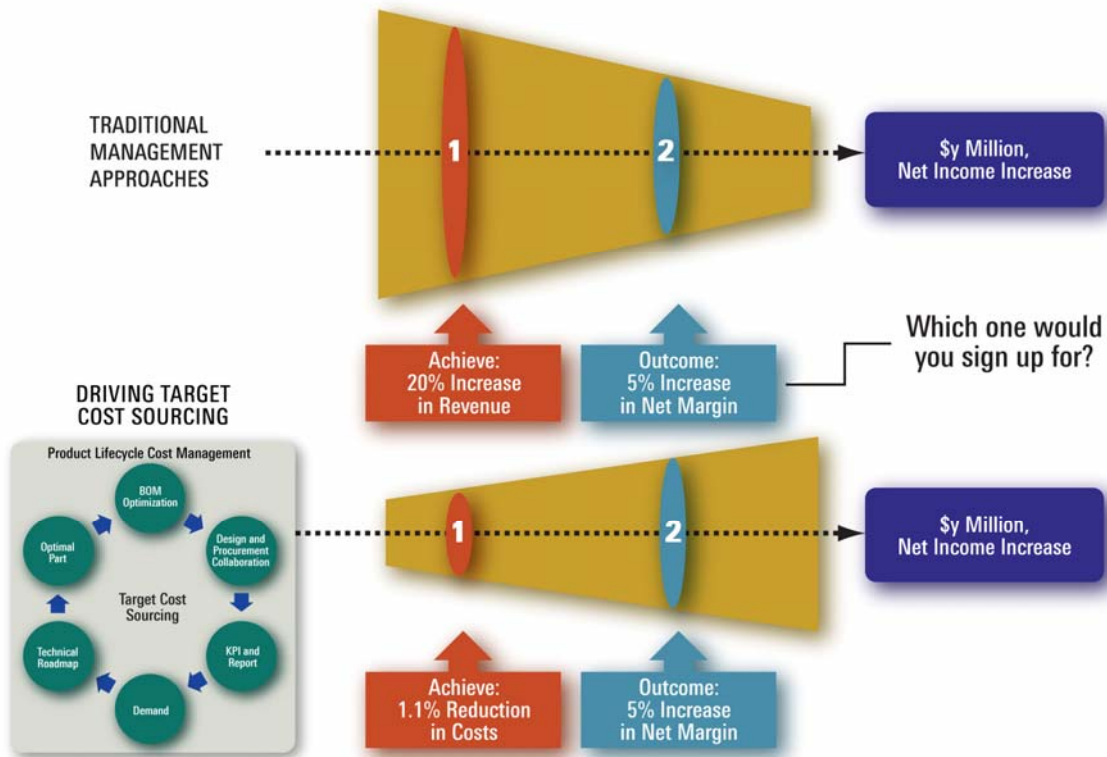 TRADITIONAL
MANAGEMENT
APPROACHES
1
2
$y Million,
Net Income Increase
Achieve:
20% Increase
in Revenue
Outcome:
5% Increase
in Net Margin
Which one would
you sign up for?
DRIVING TARGET
COST SOURCING
Product Lifecycle Cost Management
BOM
Optimization
Design and
Procurement
Collaboration
KPI and
Report
Demand
Technical
Roadmap
Optimal
Part
Target Cost
Sourcing
1
2
$y Million,
Net Income Increase
Achieve:
1.1% Reduction
in Costs
Outcome:
5% Increase
in Net Margin